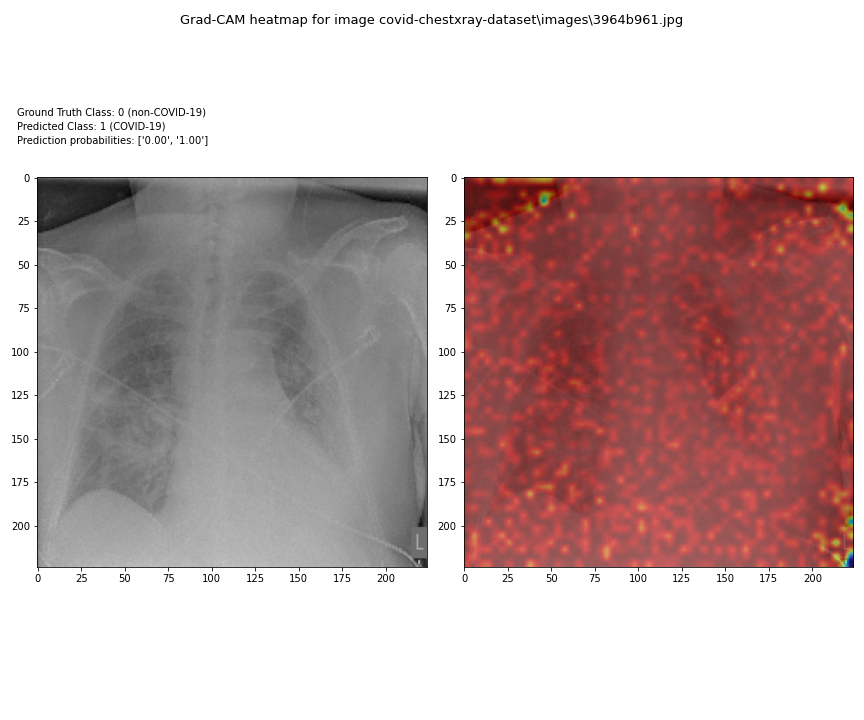 Grad-CAM heatmap for image covid-chestxray-dataset\images\3964b961.jpg
Ground Truth Class: 0 (non-COVID-19)
Predicted Class: 1 (COVID-19)
Prediction probabilities: ['0.00', '1.00']
0
25
50
75
100
125
150
175
200
0 25 50 75 100 125 150 175 200
L
0
25
50
75
100
125
150
175
200
0 25 50 75 100 125 150 175 200